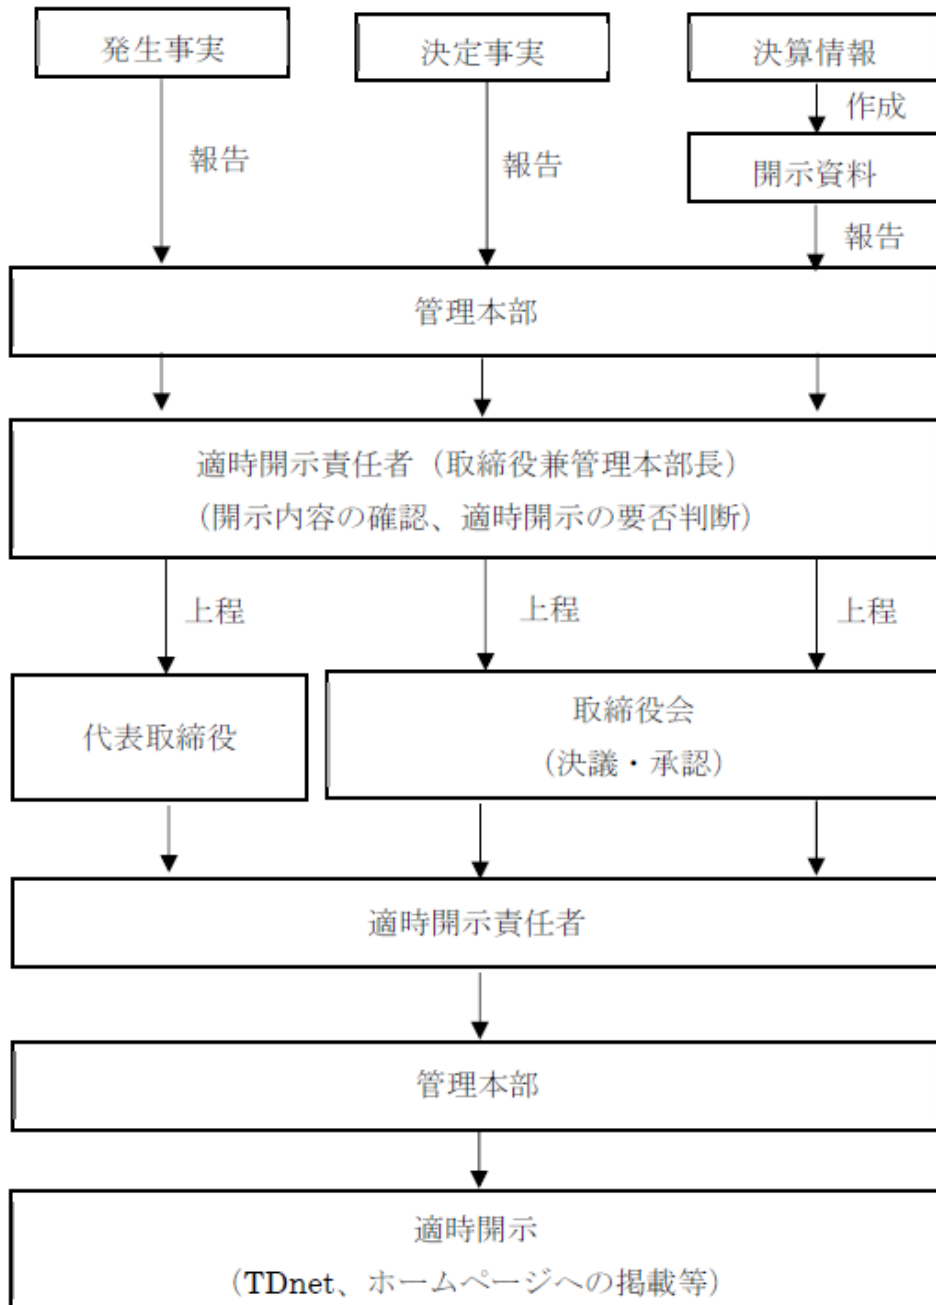 発生事実
決定事実
決算情報
作成
報告
報告
開示資料
報告
管理本部
適時開示責任者（取締役兼管理本部長）
（開示内容の確認、適時開示の要否判断）
上程
上程
上程
代表取締役
取締役会
（決議・承認）
適時開示責任者
管理本部
適時開示
（TDnet、ホームページへの掲載等）